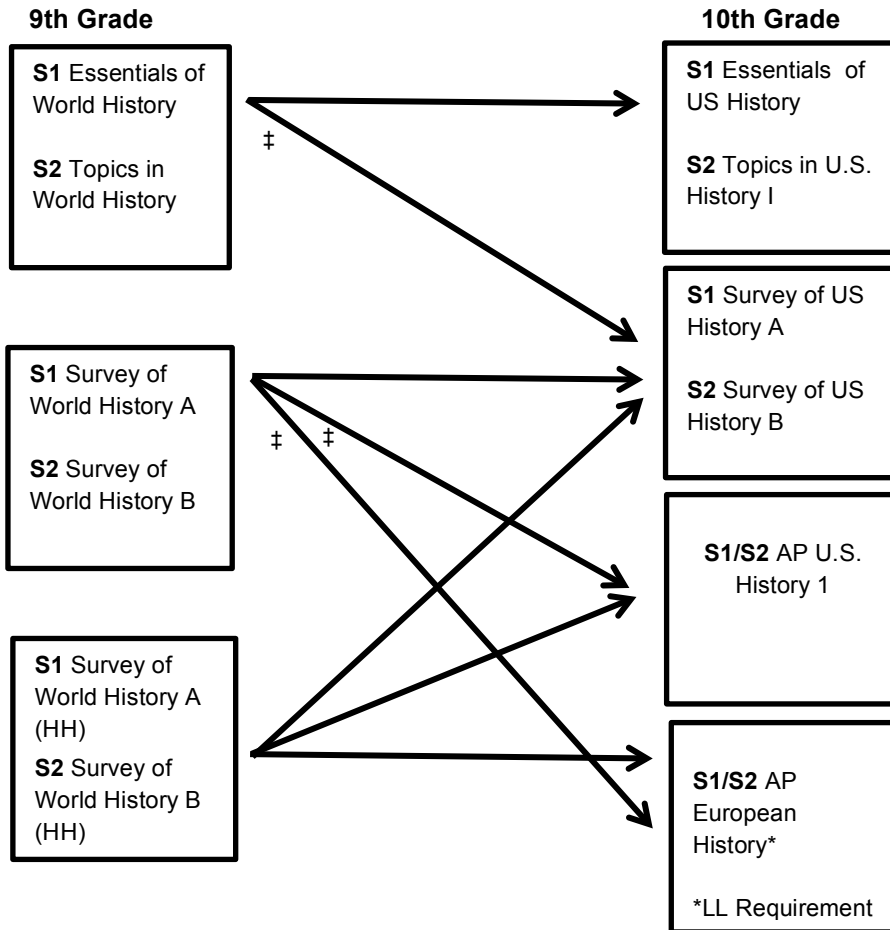 9th Grade
S1 Essentials of
World History
S2 Topics in
World History
S1 Survey of
World History A
S2 Survey of
World History B
S1 Survey of
World History A
(HH)
S2 Survey of
World History B
(HH)
‡
‡
‡
10th Grade
S1 Essentials of
US History
S2 Topics in U.S.
History I
S1 Survey of US
History A
S2 Survey of US
History B
S1/S2 AP U.S.
History 1
S1/S2 AP
European
History*
*LL Requirement